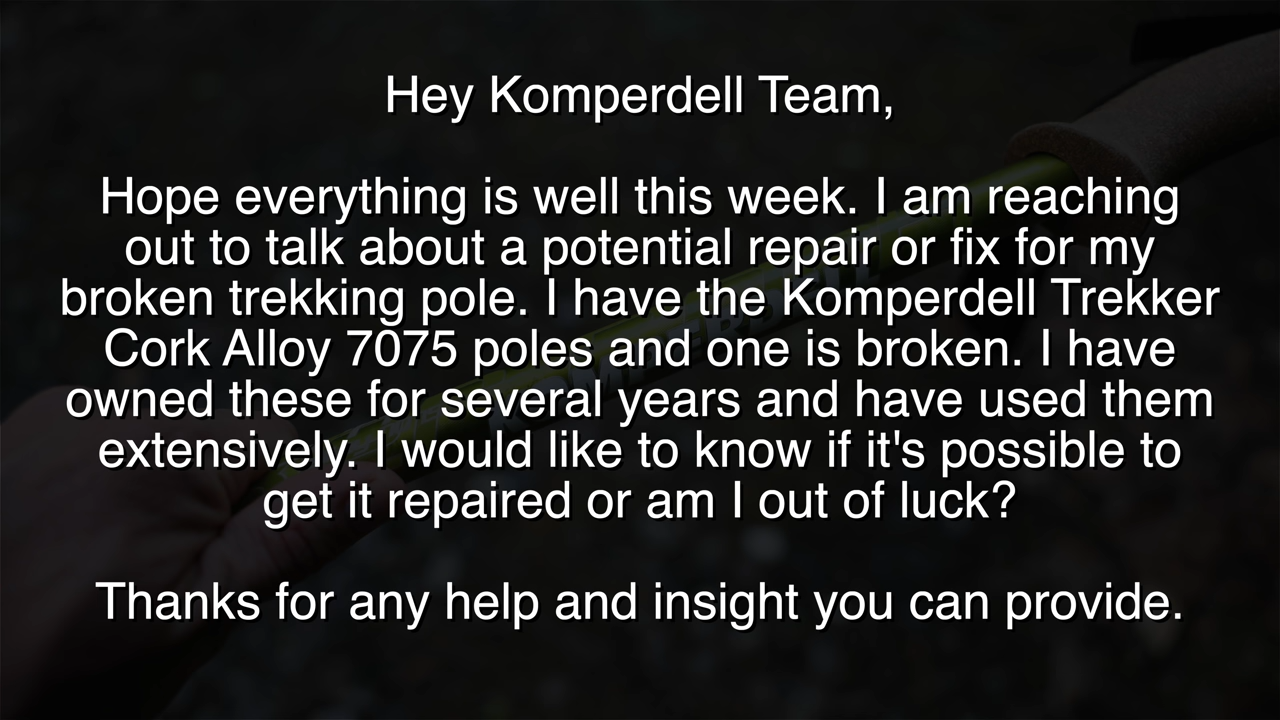 Hey Komperdell Team,
Hope everything is well this week. I am reaching
out to talk about a potential repair or fix for my
broken trekking pole. I have the Komperdell Trekker
Cork Alloy 7075 poles and one is broken. I have
owned these for several years and have used them
extensively. I would like to know if it's possible to
get it repaired or am I out of luck?
Thanks for any help and insight you can provide.